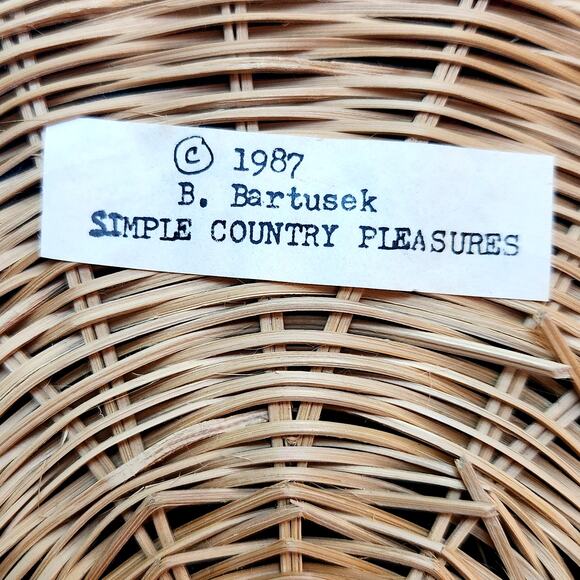 © 1987
B. Bartusek
SIMPLE COUNTRY PLEASURES